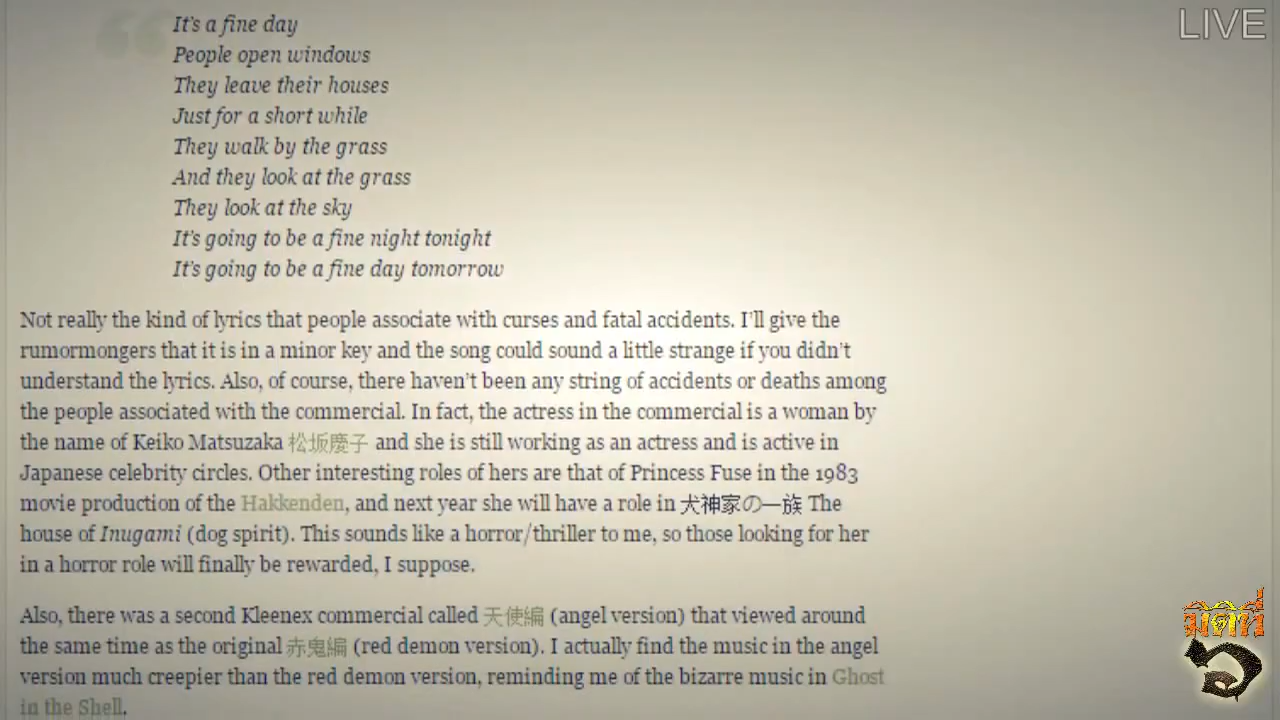 LIVE
It's a fine day
People open windows
They leave their houses
Just for a short while
They walk by the grass
And they look at the grass
They look at the sky
It's going to be a fine night tonight
It's going to be a fine day tomorrow
Not really the kind of lyrics that people associate with curses and fatal accidents. I'll give the
rumormongers that it is in a minor key and the song could sound a little strange if you didn't
understand the lyrics. Also, of course, there haven't been any string of accidents or deaths among
the people associated with the commercial. In fact, the actress in the commercial is a woman by
the name of Keiko Matsuzaka 松坂慶子 and she is still working as an actress and is active in
Japanese celebrity circles. Other interesting roles of hers are that of Princess Fuse in the 1983
movie production of the Hakkenden, and next year she will have a role in 犬神家の一族 The
house of Inugami (dog spirit). This sounds like a horror/thriller to me, so those looking for her
in a horror role will finally be rewarded, I suppose.
Also, there was a second Kleenex commercial called 天使編 (angel version) that viewed around
the same time as the original 赤鬼編 (red demon version). I actually find the music in the angel
version much creepier than the red demon version, reminding me of the bizarre music in Ghost
in the Shell.
มิติที่
๖